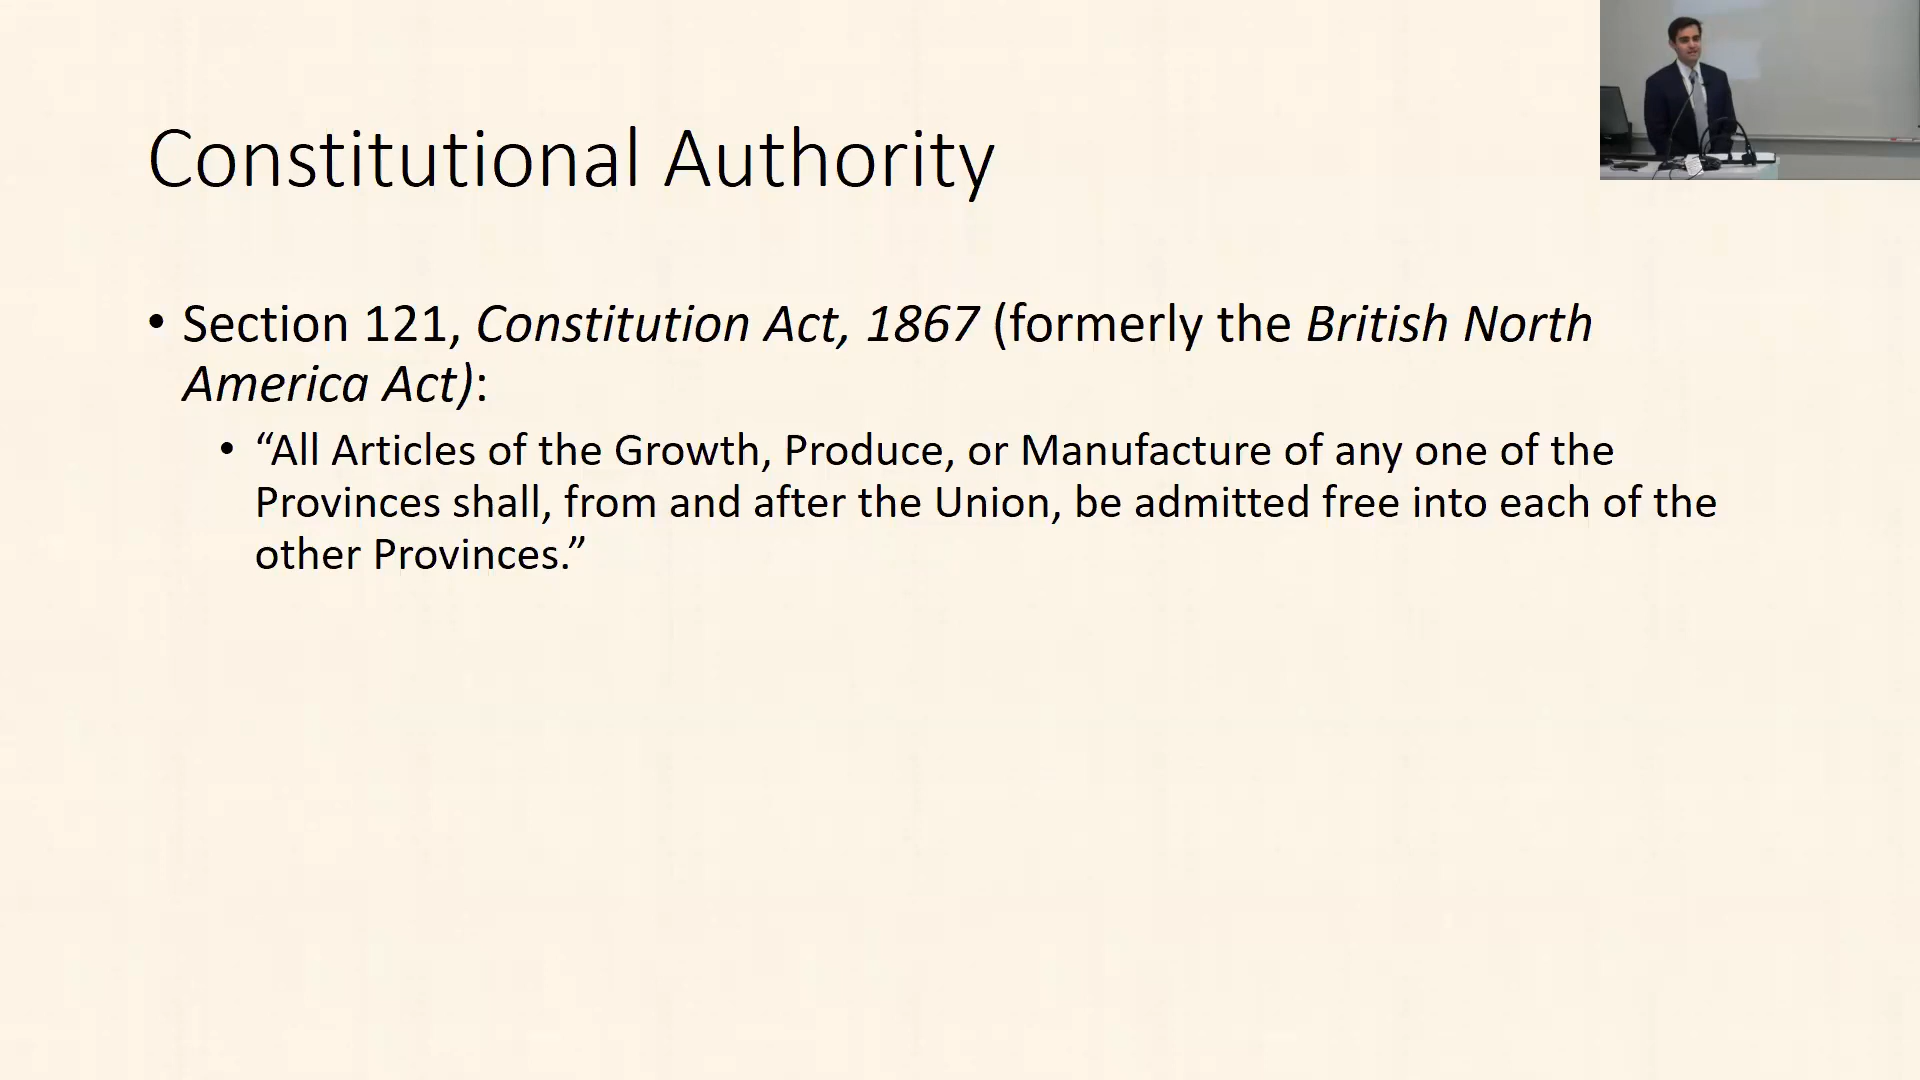 Constitutional Authority
• Section 121, Constitution Act, 1867 (formerly the British North
America Act):
• “All Articles of the Growth, Produce, or Manufacture of any one of the
Provinces shall, from and after the Union, be admitted free into each of the
other Provinces.”